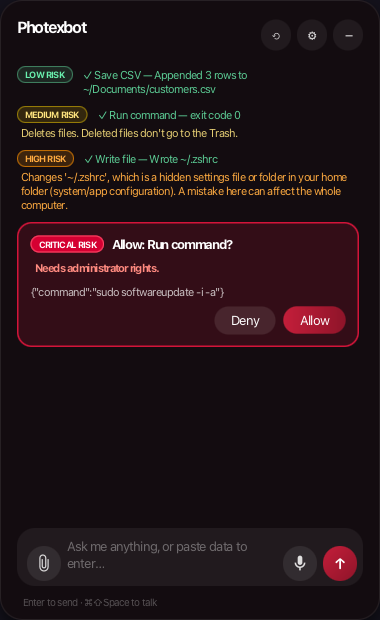 Photexbot
LOW RISK ✓ Save CSV — Appended 3 rows to
~/Documents/customers.csv
MEDIUM RISK ✓ Run command — exit code 0
Deletes files. Deleted files don't go to the Trash.
HIGH RISK ✓ Write file — Wrote ~/.zshrc
Changes '~/.zshrc', which is a hidden settings file or folder in your home
folder (system/app configuration). A mistake here can affect the whole
computer.
CRITICAL RISK Allow: Run command?
Needs administrator rights.
{"command":"sudo softwareupdate -i -a"}
Deny Allow
Ask me anything, or paste data to
enter...
Enter to send · ⌘⇧Space to talk